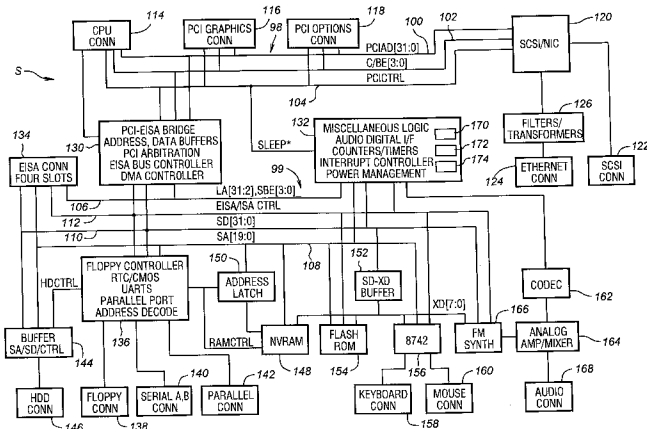 114
CPU
CONN
116
PCI GRAPHICS
CONN
98
118
PCI OPTIONS
CONN
100
102
PCIAD[31:0]
C/BE[3:0]
PCICTRL
104
120
SCSI/NIC
S
126
FILTERS/
TRANSFORMERS
124
ETHERNET
CONN
122
SCSI CONN
130
PCI-EISA BRIDGE
ADDRESS, DATA BUFFERS
PCI ARBITRATION
EISA BUS CONTROLLER
DMA CONTROLLER
SLEEP*
132
MISCELLANEOUS LOGIC
AUDIO DIGITAL I/F
COUNTERS/TIMERS
INTERRUPT CONTROLLER
POWER MANAGEMENT
170
172
174
134
EISA CONN
FOUR SLOTS
99
106
LA[31:2],SBE[3:0]
112
EISA/ISA CTRL
110
SD[31:0]
SA[19:0]
108
HDCTRL
FLOPPY CONTROLLER
RTC/CMOS
UARTS
PARALLEL PORT
ADDRESS DECODE
136
150
ADDRESS
LATCH
152
SD-XD
BUFFER
XD[7:0]
CODEC
162
BUFFER
SA/SD/CTRL
144
RAMCTRL
NVRAM
148
FLASH
ROM
154
8742
156
166
FM
SYNTH
ANALOG
AMP/MIXER
164
HDD
CONN
146
FLOPPY
CONN
138
140
SERIAL A,B
CONN
142
PARALLEL
CONN
KEYBOARD
CONN
158
160
MOUSE
CONN
168
AUDIO
CONN